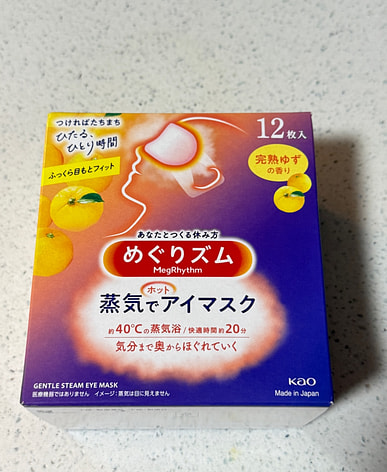 つければたちまち
ひたる、
ひとり時間
ふっくら目もとフィット
12枚入
完熟ゆず
の香り
あなたとつくる休み方
めぐりズム
MegRhythm
ホット
蒸気でアイマスク
約40℃の蒸気浴/快適時間約20分
気分まで奥からほぐれていく
GENTLE STEAM EYE MASK
医療機器ではありません イメージ:蒸気は目に見えません
Kao
Made in Japan